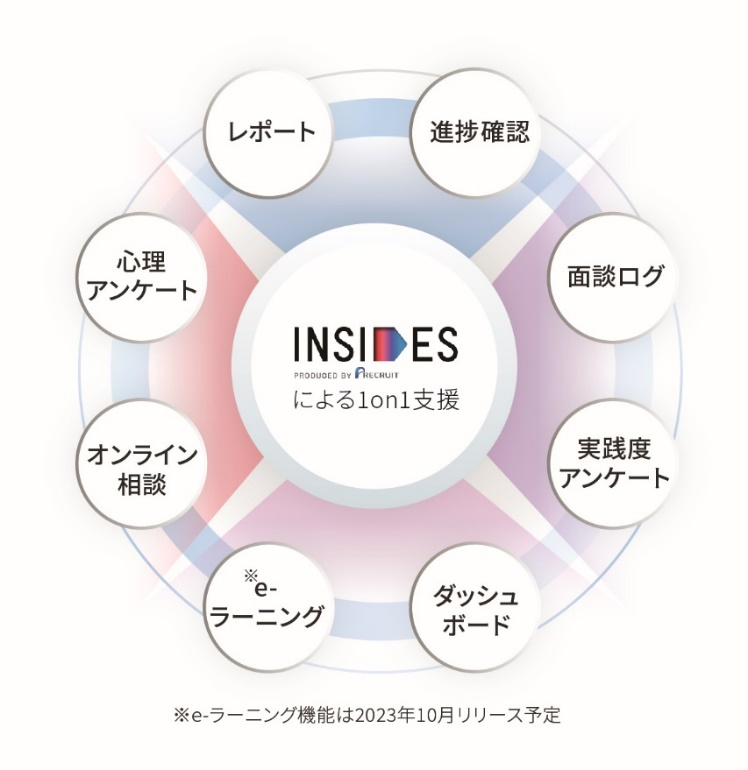 レポート
進捗確認
心理
アンケート
面談ログ
INSIDES
PRODUCED BY RECRUIT
による1on1支援
オンライン
相談
実践度
アンケート
※e-
ラーニング
ダッシュ
ボード
※e-ラーニング機能は2023年10月リリース予定